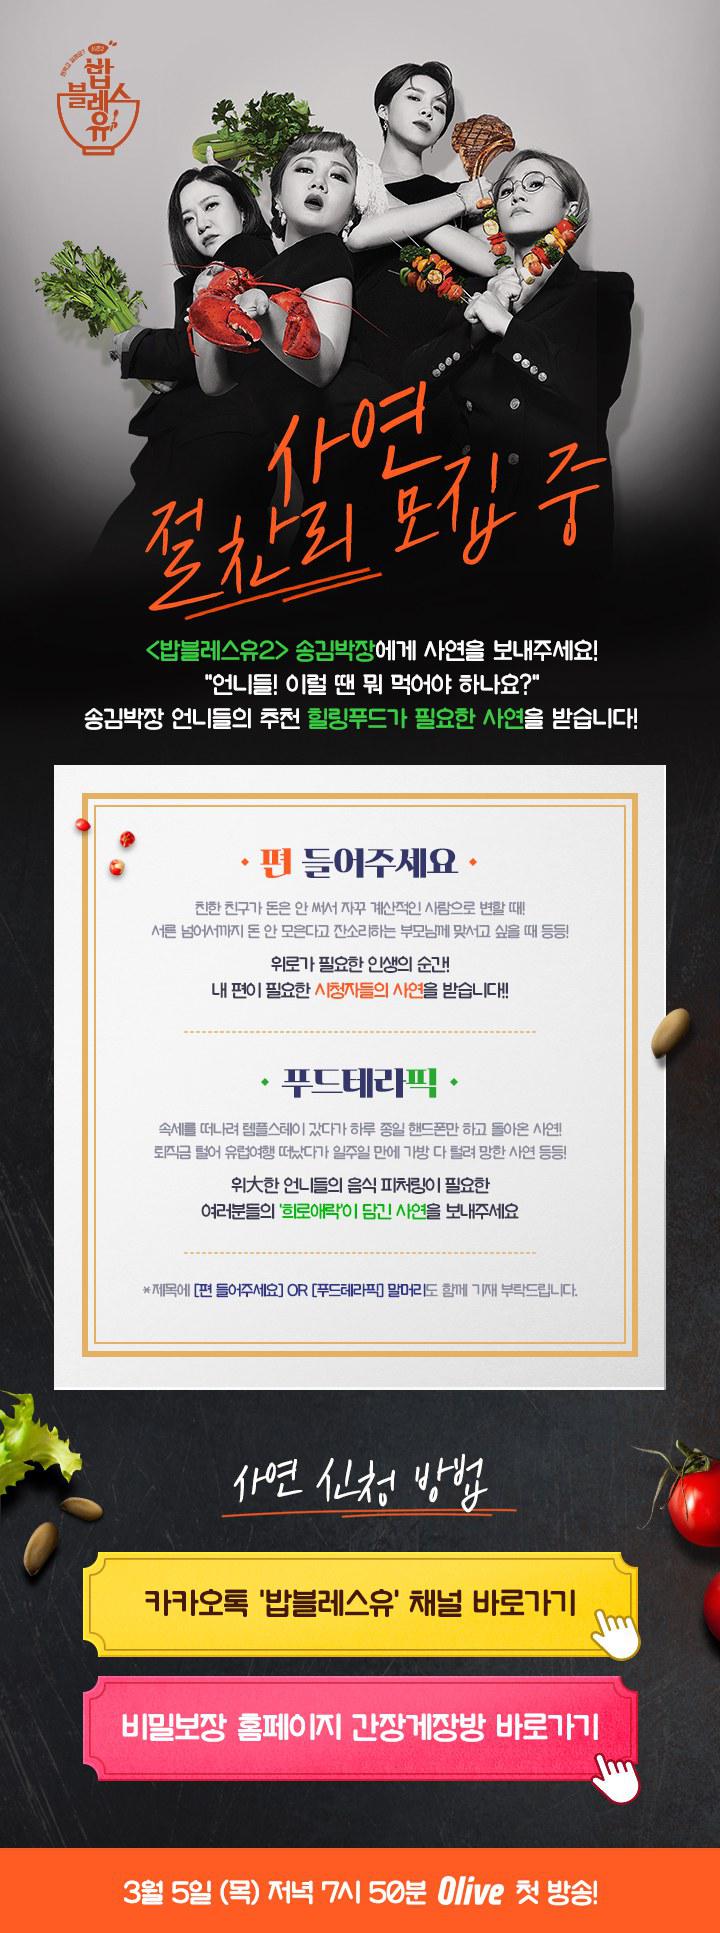 시즌2
밥
블레스
유
사연
절찬리 모집 중
<밥블레스유2> 송김박장에게 사연을 보내주세요!
"언니들! 이럴 땐 뭐 먹어야 하나요?"
송김박장 언니들의 추천 힐링푸드가 필요한 사연을 받습니다!
· 편 들어주세요 ·
친한 친구가 돈은 안 써서 자꾸 계산적인 사람으로 변할 때!
서른 넘어서까지 돈 안 모은다고 잔소리하는 부모님께 맞서고 싶을 때 등등!
위로가 필요한 인생의 순간!
내 편이 필요한 시청자들의 사연을 받습니다!!
· 푸드테라픽 ·
속세를 떠나려 템플스테이 갔다가 하루 종일 핸드폰만 하고 돌아온 사연!
퇴직금 털어 유럽여행 떠났다가 일주일 만에 가방 다 털려 망한 사연 등등!
위大한 언니들의 음식 피처링이 필요한
여러분들의 '희로애락'이 담긴 사연을 보내주세요
*제목에 [편 들어주세요] OR [푸드테라픽] 말머리도 함께 기재 부탁드립니다.
사연 신청 방법
카카오톡 '밥블레스유' 채널 바로가기
비밀보장 홈페이지 간장게장방 바로가기
3월 5일 (목) 저녁 7시 50분 Olive 첫 방송!